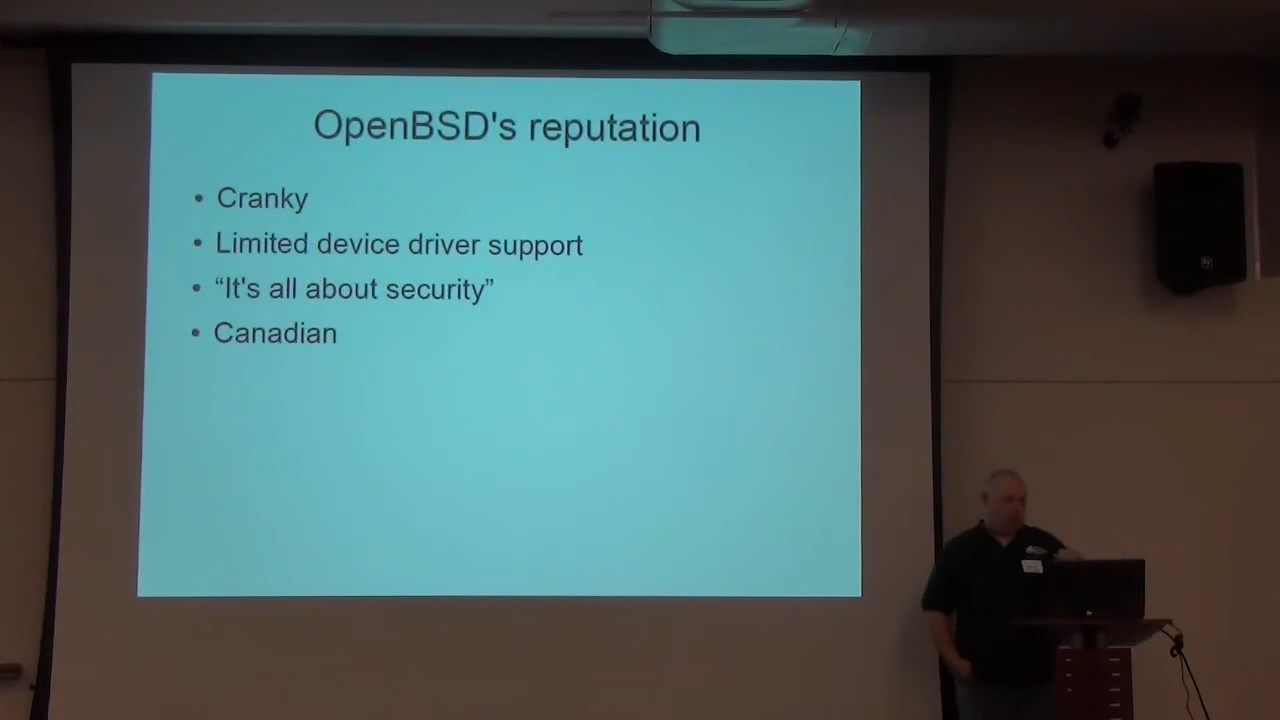 OpenBSD's reputation
• Cranky
• Limited device driver support
• “It's all about security”
• Canadian